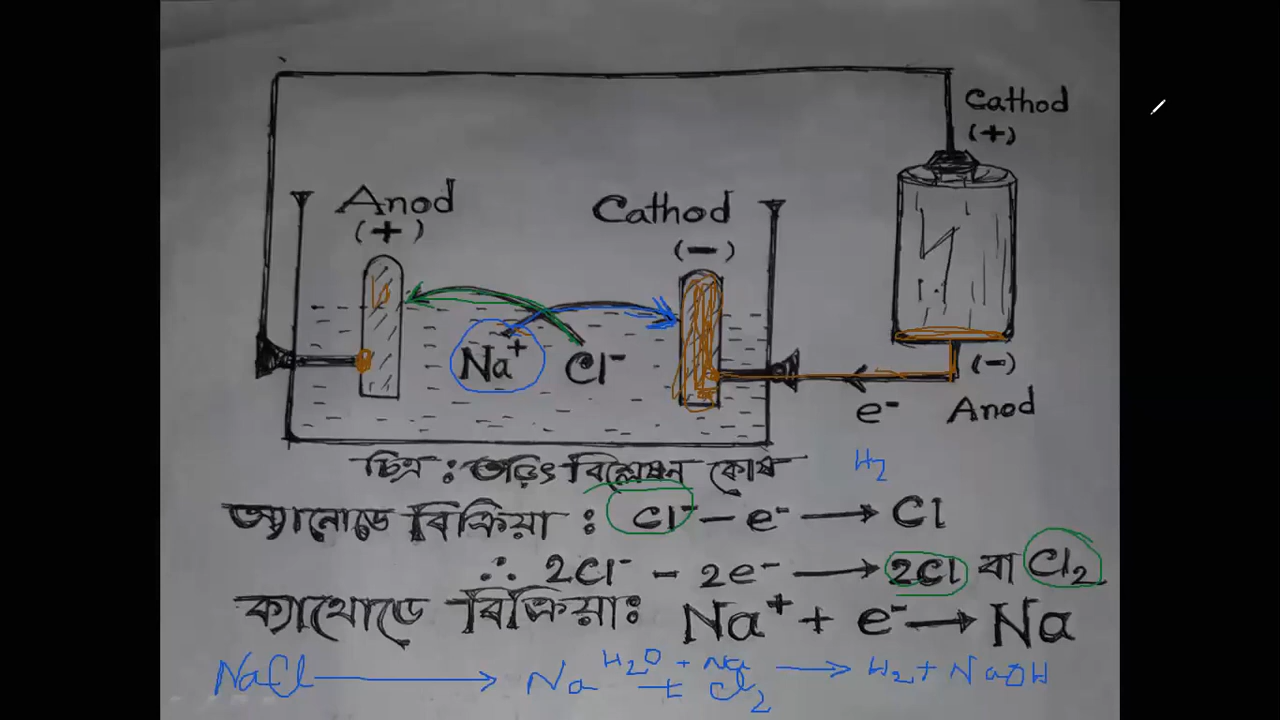 Cathod
(+)
Anod
(+)
Cathod
(-)
Na⁺ Cl⁻
(-)
e⁻
Anod
চিত্র : তড়িৎ বিশ্লেষন কোষ
H₂
অ্যানোডে বিক্রিয়া : Cl⁻ - e⁻ → Cl
∴ 2Cl⁻ - 2e⁻ → 2Cl বা Cl₂
ক্যাথোডে বিক্রিয়াঃ Na⁺ + e⁻ → Na
H₂O + Na → H₂ + NaOH
NaCl → Na + Cl₂